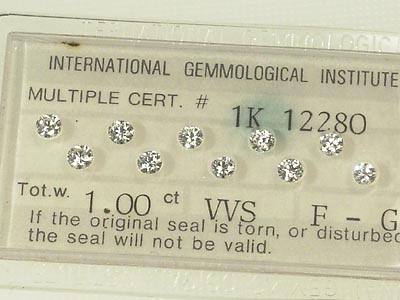 INTERNATIONAL GEMMOLOGICAL INSTITUTE
MULTIPLE CERT. # 1K 12280
Tot.w. 1.00 ct VVS F - G
If the original seal is torn, or disturbed
the seal will not be valid.